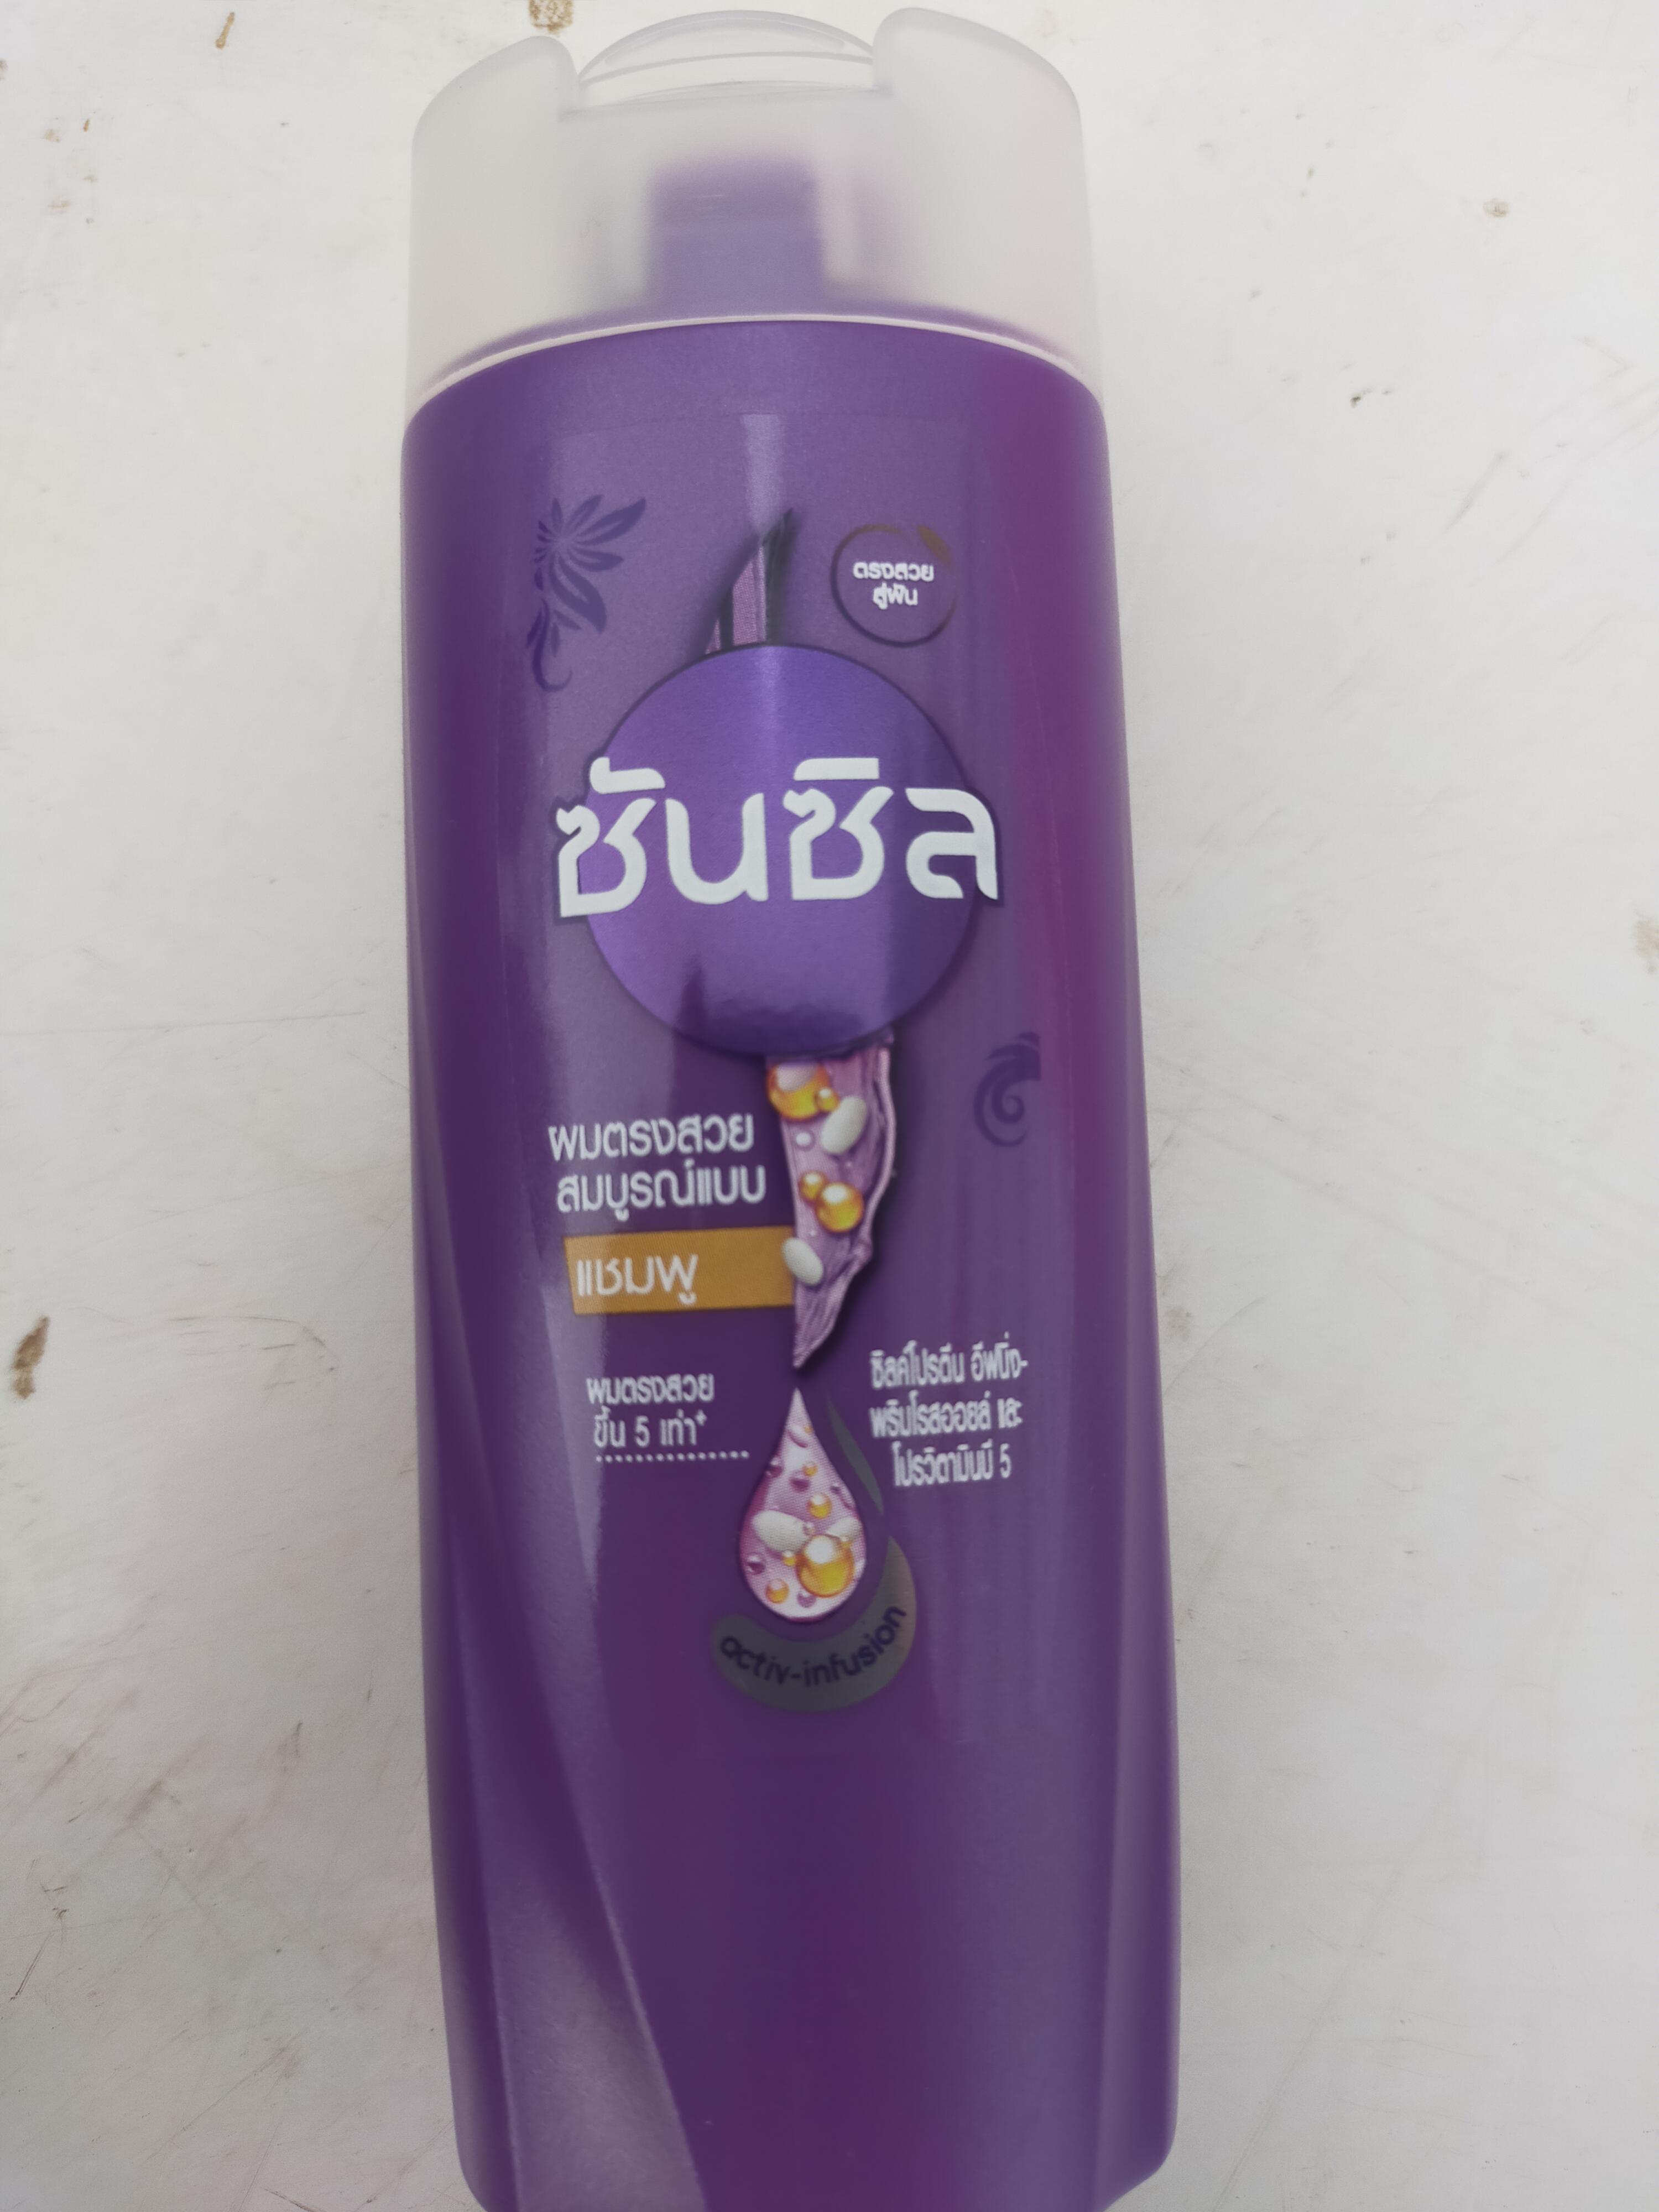 ตรงสวย
สู่ฝัน
ซันซิล
ผมตรงสวย
สมบูรณ์แบบ
แชมพู
ผมตรงสวย
ขึ้น 5 เท่า⁺
ซิลค์โปรตีน อีฟนิ่ง-
พริมโรสออยล์ และ
โปรวิตามินบี 5
activ-infusion